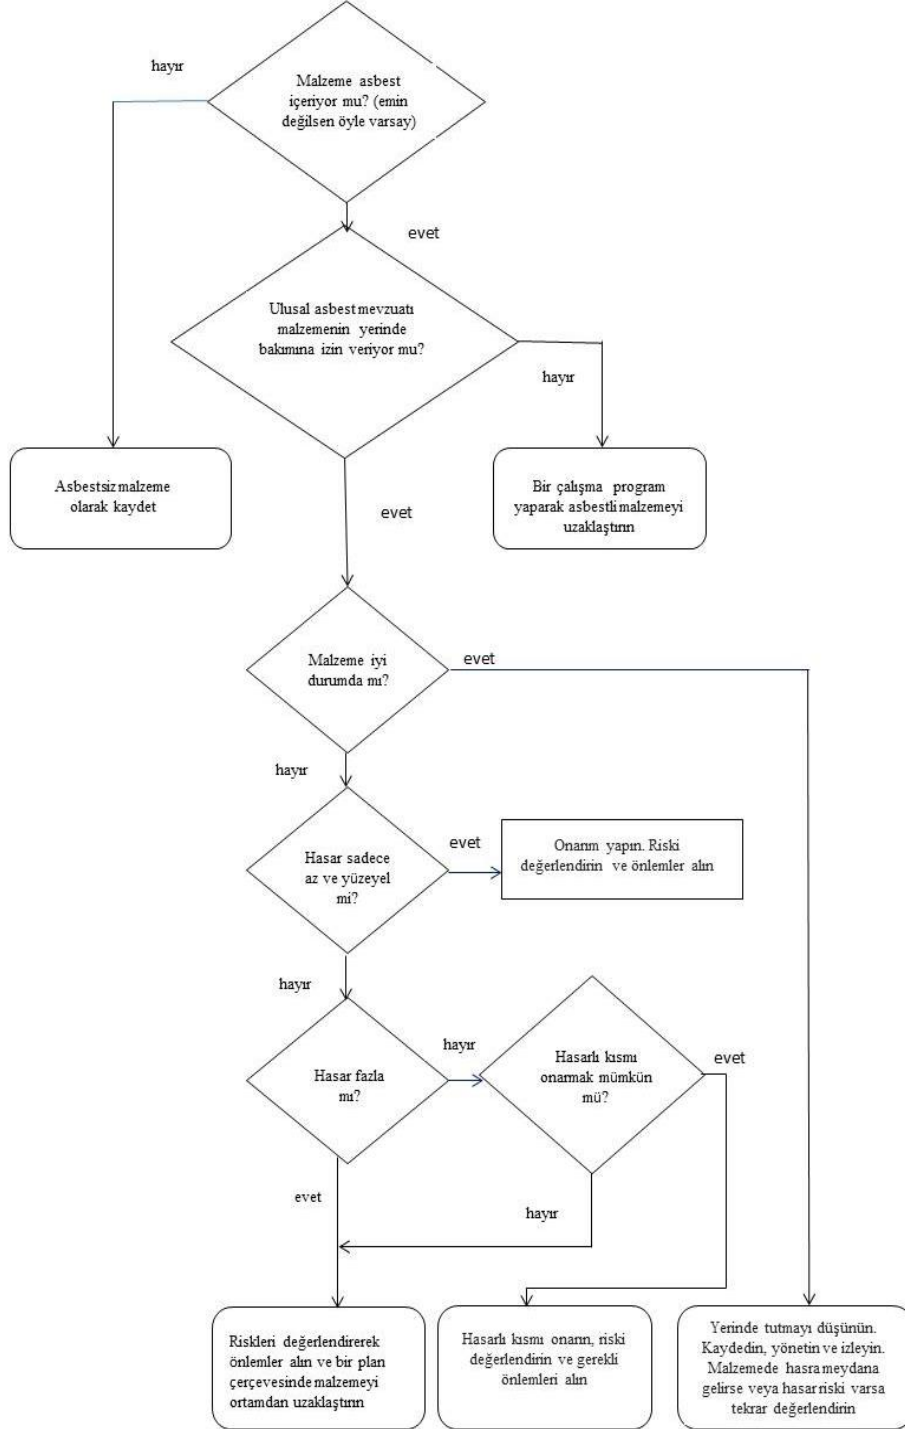 hayır
Malzeme asbest
içeriyor mu? (emin
değilsen öyle varsay)
evet
Ulusal asbest mevzuatı
malzemenin yerinde
bakımına izin veriyor mu?
hayır
Asbestsiz malzeme
olarak kaydet
Bir çalışma program
yaparak asbestli malzemeyi
uzaklaştırın
evet
Malzeme iyi
durumda mı?
evet
hayır
Hasar sadece
az ve yüzeyel
mi?
evet
Onarım yapın. Riski
değerlendirin ve önlemler alın
hayır
Hasar fazla
mı?
hayır
Hasarlı kısmı
onarmak mümkün
mü?
evet
evet
hayır
Riskleri değerlendirerek
önlemler alın ve bir plan
çerçevesinde malzemeyi
ortamdan uzaklaştırın
Hasarlı kısmı onarın, riski
değerlendirin ve gerekli
önlemleri alın
Yerinde tutmayı düşünün.
Kaydedin, yönetin ve izleyin.
Malzemede hasra meydana
gelirse veya hasar riski varsa
tekrar değerlendirin